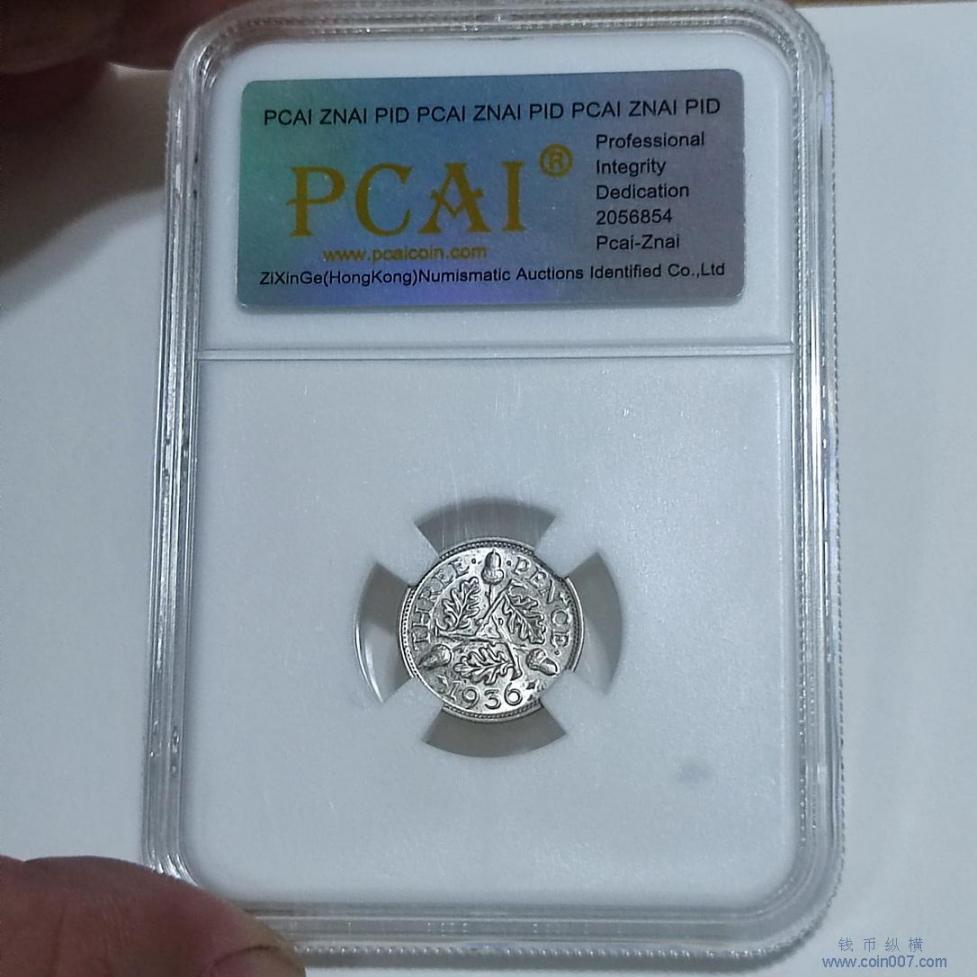 PCAI ZNAI PID PCAI ZNAI PID PCAI ZNAI PID
PCAI®
www.pcaicoin.com
Professional
Integrity
Dedication
2056854
Pcai-Znai
ZiXinGe(HongKong)Numismatic Auctions Identified Co.,Ltd
THREE · PENCE ·
1936
钱币纵横
www.coin007.com